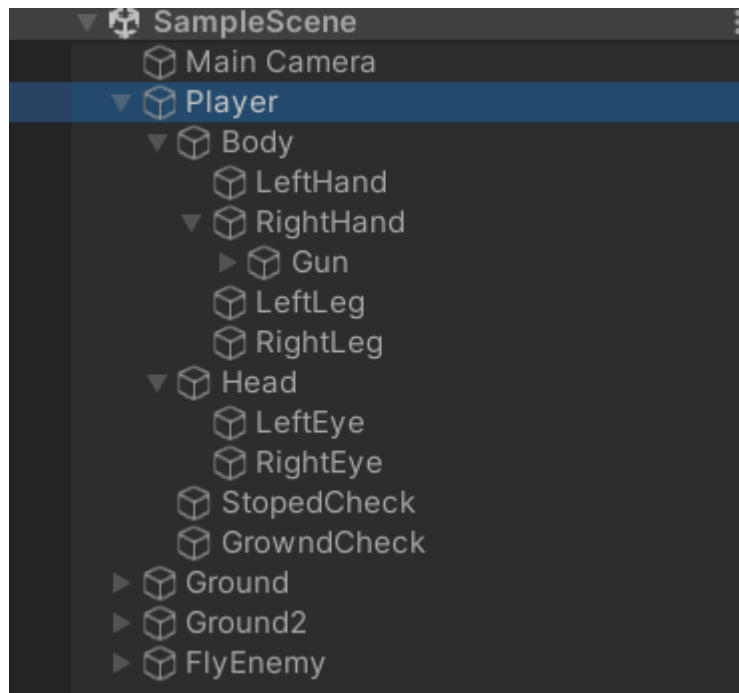 SampleScene
Main Camera
Player
Body
LeftHand
RightHand
Gun
LeftLeg
RightLeg
Head
LeftEye
RightEye
StopedCheck
GrowndCheck
Ground
Ground2
FlyEnemy